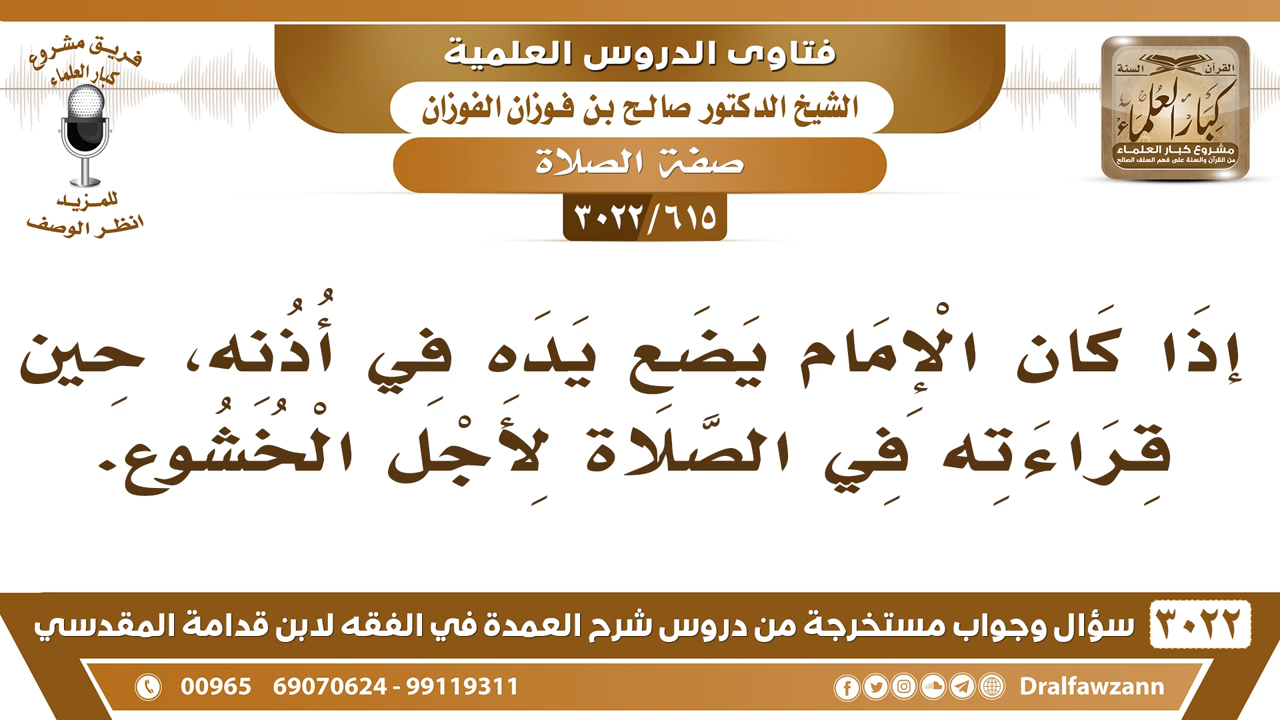 فتاوى الدروس العلمية
الشيخ الدكتور صالح بن فوزان الفوزان
صفة الصلاة
٦١٥/٣٠٢٢
فريق مشروع
كبار العلماء
للمزيد
انظر الوصف
القرآن السنة
كبار العلماء
مشروع كبار العلماء
من القرآن والسنة على فهم السلف الصالح
إِذَا كَان الْإِمَام يَضَع يَدَه فِي أُذُنه، حِين
قِرَاءَتِه فِي الصَّلَاة لِأَجْل الْخُشُوع.
٣٠٢٢ سؤال وجواب مستخرجة من دروس شرح العمدة في الفقه لابن قدامة المقدسي
00965 69070624 - 99119311
Dralfawzann